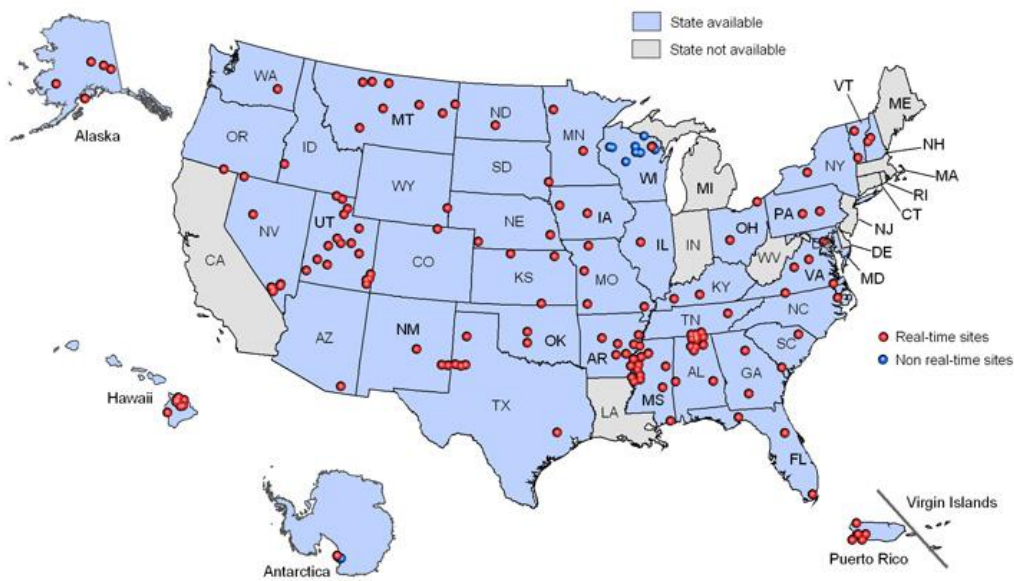 State available
State not available
WA
MT
ND
MN
VT
ME
Alaska
OR
ID
SD
WI
NY
NH
WY
MI
MA
RI
CT
UT
NE
IA
PA
NJ
NV
IL
IN
OH
DE
MD
CA
CO
KS
MO
WV
VA
KY
NC
TN
AZ
NM
OK
AR
SC
Real-time sites
Non real-time sites
MS
AL
GA
Hawaii
TX
LA
FL
Virgin Islands
Antarctica
Puerto Rico